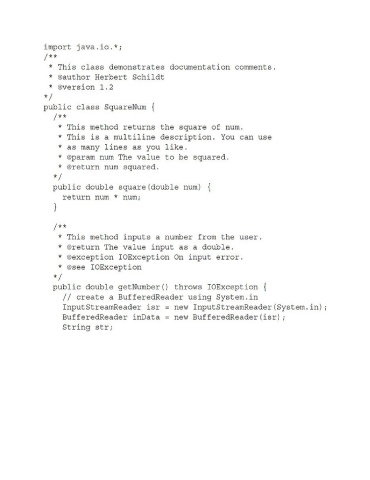 import java.io.*;
/**
* This class demonstrates documentation comments.
* @author Herbert Schildt
* @version 1.2
*/
public class SquareNum {
/**
* This method returns the square of num.
* This is a multiline description. You can use
* as many lines as you like.
* @param num The value to be squared.
* @return num squared.
*/
public double square(double num) {
return num * num;
}
/**
* This method inputs a number from the user.
* @return The value input as a double.
* @exception IOException On input error.
* @see IOException
*/
public double getNumber() throws IOException {
// create a BufferedReader using System.in
InputStreamReader isr = new InputStreamReader(System.in);
BufferedReader inData = new BufferedReader(isr);
String str;